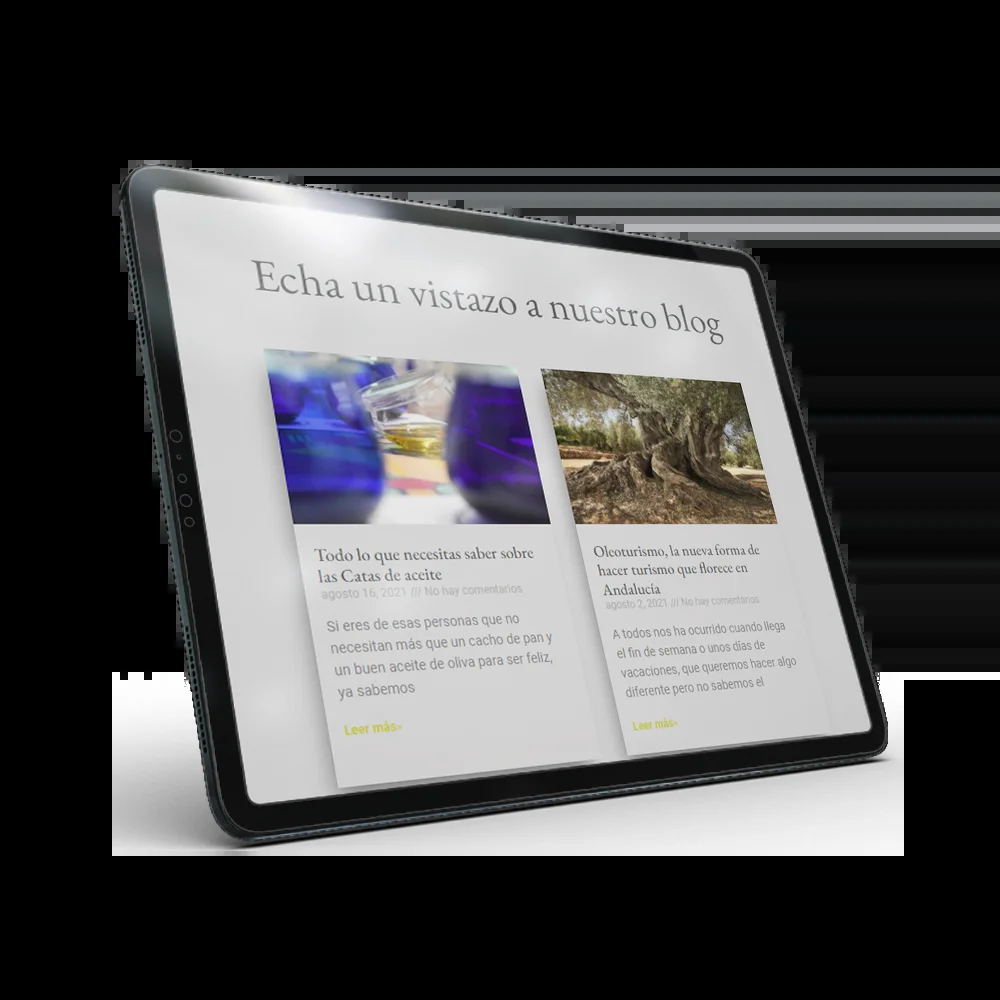 Echa un vistazo a nuestro blog
Todo lo que necesitas saber sobre
las Catas de aceite
agosto 16, 2021 /// No hay comentarios
Si eres de esas personas que no
necesitan más que un cacho de pan y
un buen aceite de oliva para ser feliz,
ya sabemos
Leer más»
Oleoturismo, la nueva forma de
hacer turismo que florece en
Andalucía
agosto 2, 2021 /// No hay comentarios
A todos nos ha ocurrido cuando llega
el fin de semana o unos días de
vacaciones, que queremos hacer algo
diferente pero no sabemos el
Leer más»